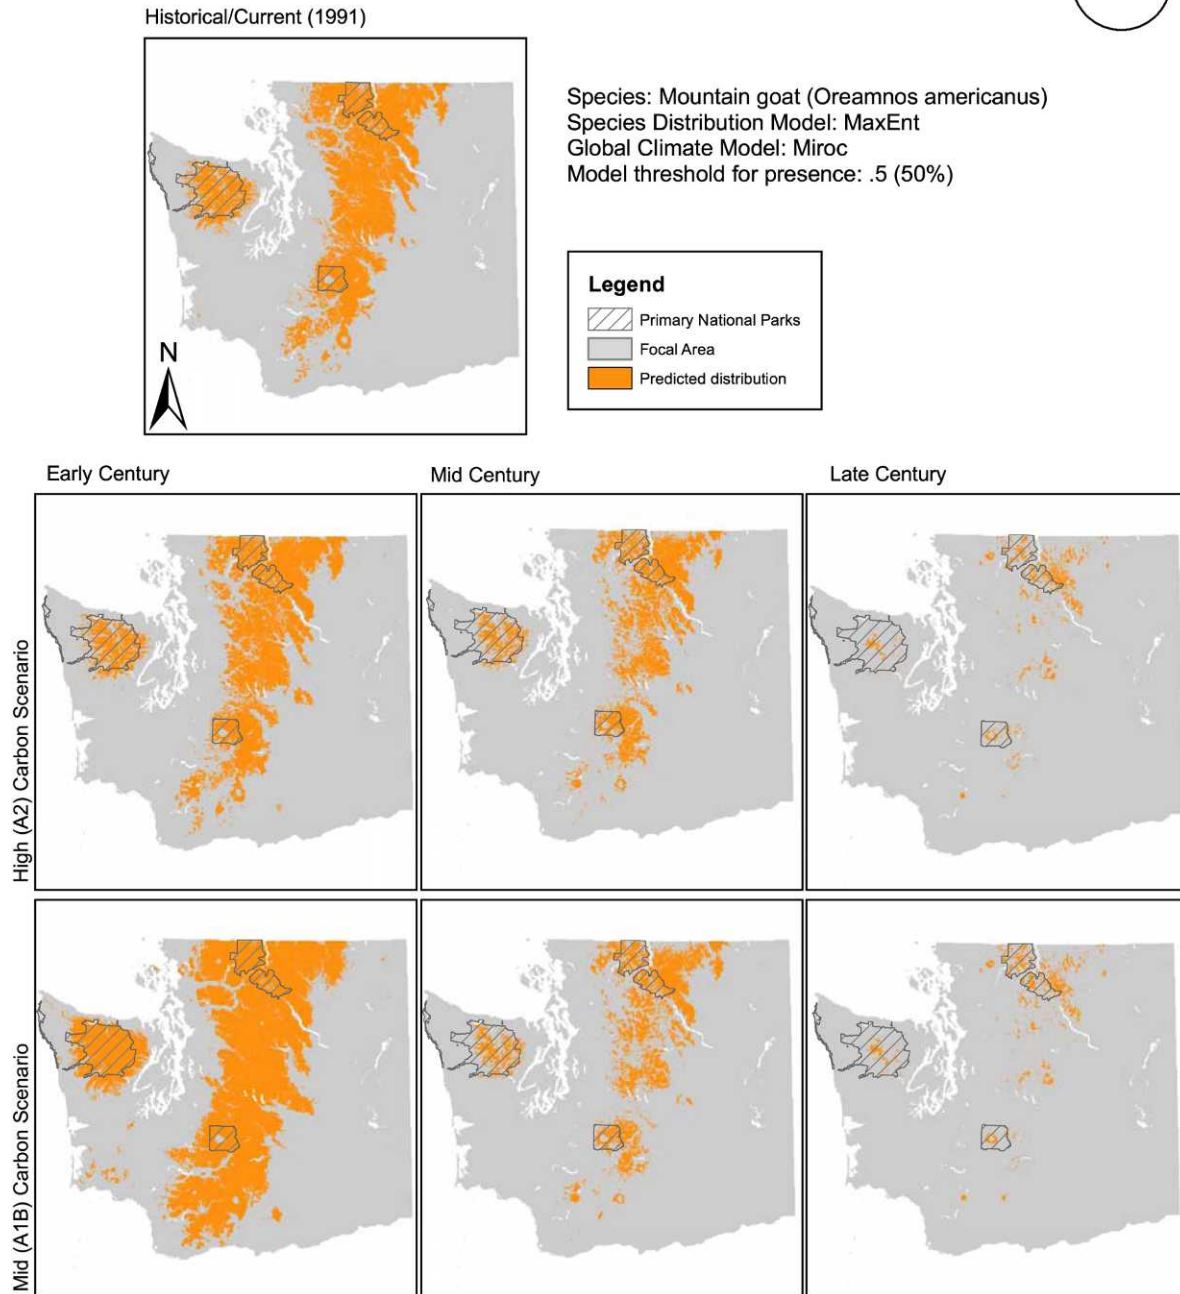 Historical/Current (1991)
Species: Mountain goat (Oreamnos americanus)
Species Distribution Model: MaxEnt
Global Climate Model: Miroc
Model threshold for presence: .5 (50%)
Legend
Primary National Parks
Focal Area
Predicted distribution
N
Early Century
Mid Century
Late Century
High (A2) Carbon Scenario
Mid (A1B) Carbon Scenario